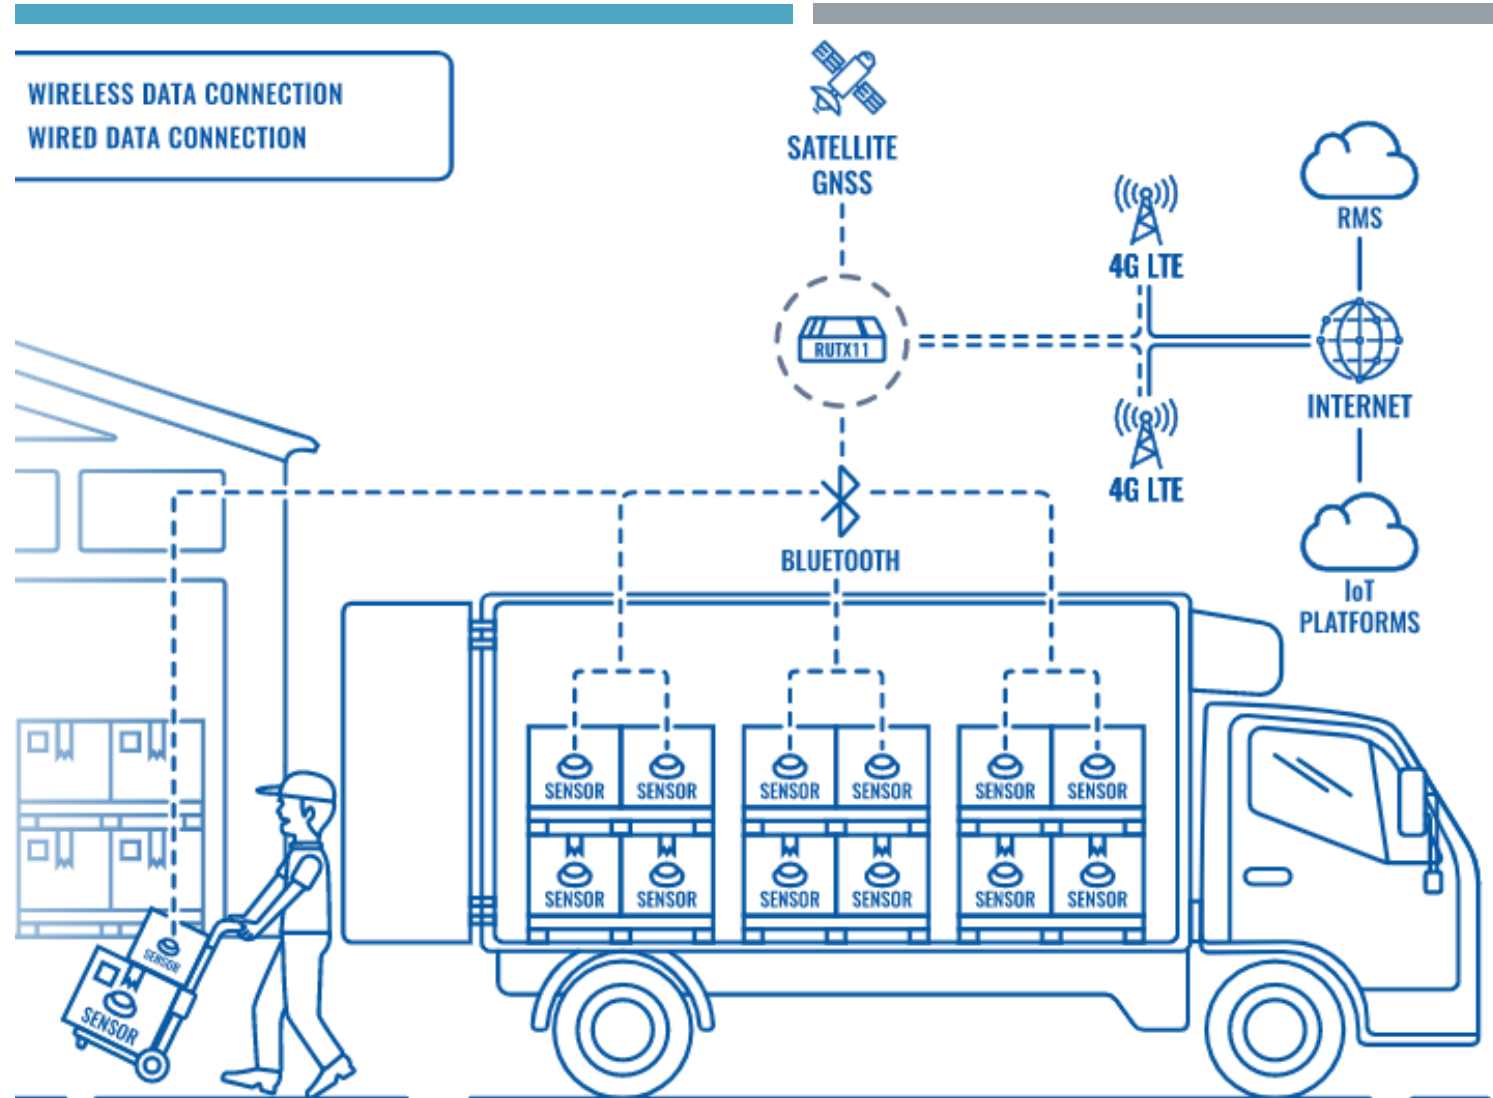 WIRELESS DATA CONNECTION
WIRED DATA CONNECTION
SATELLITE
GNSS
RMS
4G LTE
RUTX11
INTERNET
4G LTE
BLUETOOTH
IoT
PLATFORMS
SENSOR SENSOR SENSOR SENSOR SENSOR SENSOR
SENSOR SENSOR SENSOR SENSOR SENSOR SENSOR
SENSOR
SENSOR